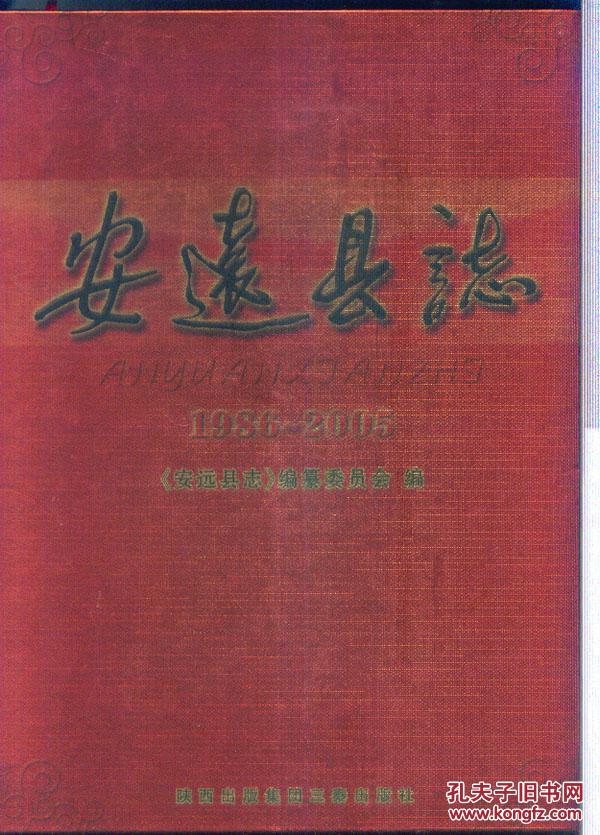 安遠县誌
ANYUANXIANZHI
1986-2005
《安远县志》编纂委员会 编
陕西出版集团三秦出版社
孔夫子旧书网
www.kongfz.com